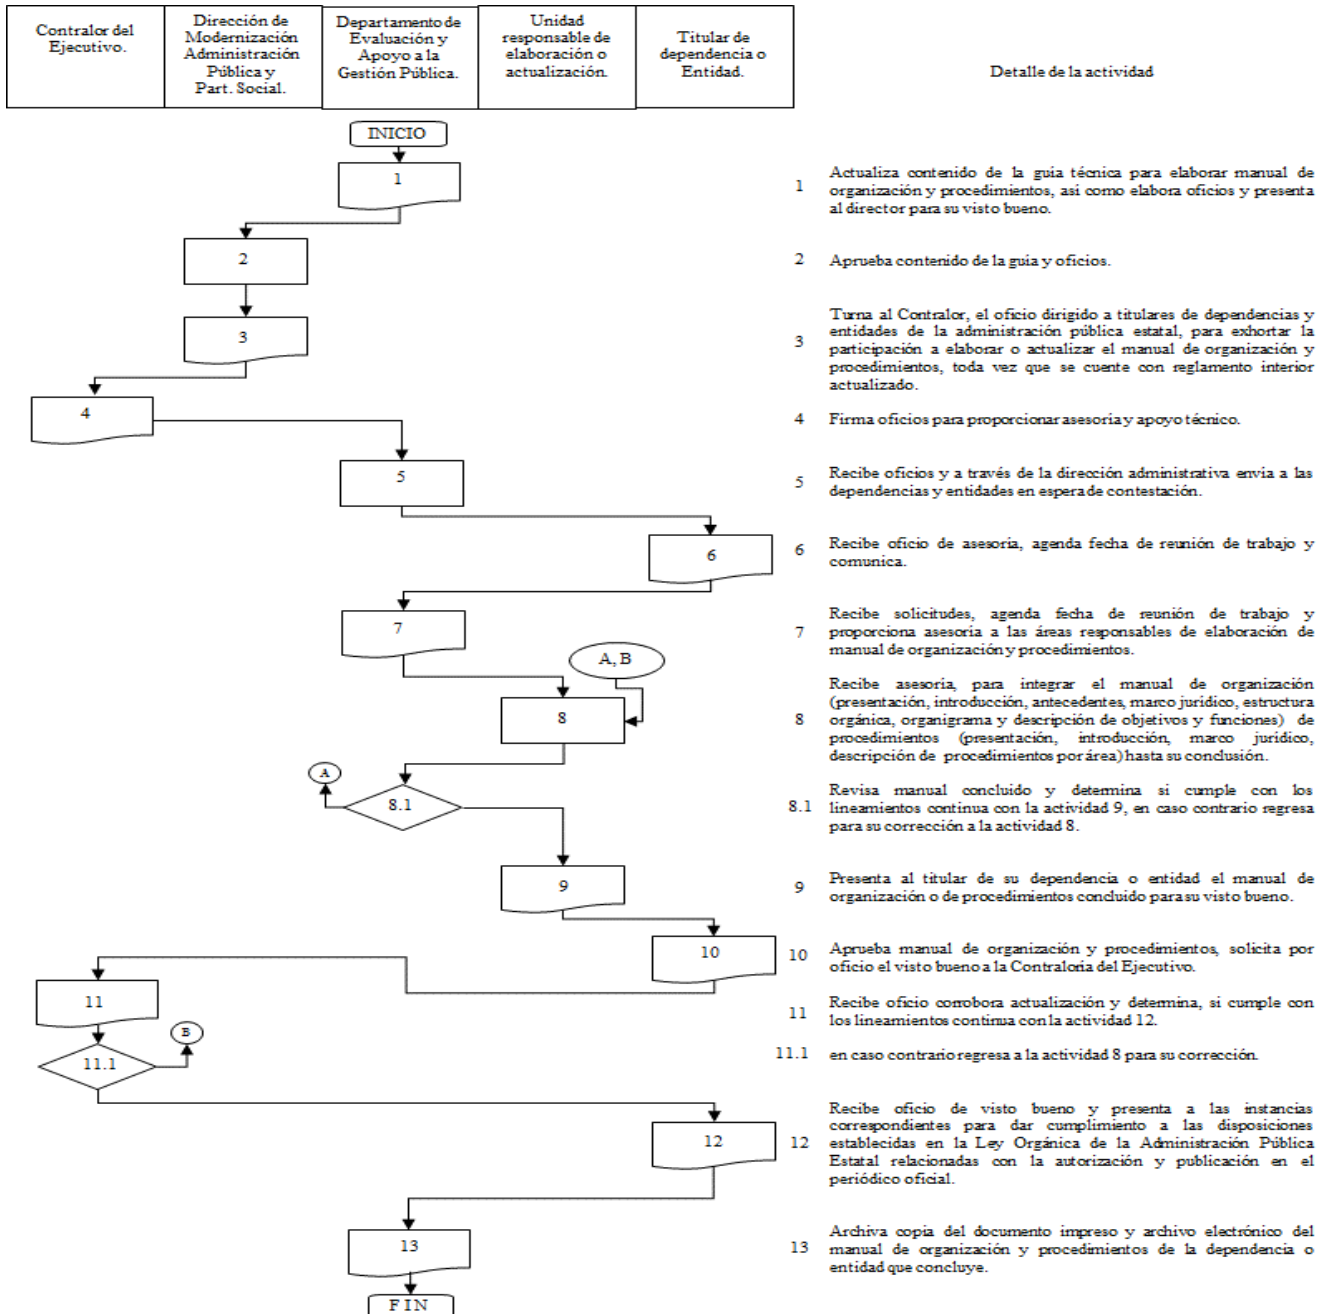 Contralor del
Ejecutivo.
Dirección de
Modernización
Administración
Pública y
Part. Social.
Departamento de
Evaluación y
Apoyo a la
Gestión Pública.
Unidad
responsable de
elaboración o
actualización.
Titular de
dependencia o
Entidad.
Detalle de la actividad
INICIO
1
1 Actualiza contenido de la guia técnica para elaborar manual de
organización y procedimientos, asi como elabora oficios y presenta
al director para su visto bueno.
2
2 Aprueba contenido de la guia y oficios.
3
3 Turna al Contralor, el oficio dirigido a titulares de dependencias y
entidades de la administración pública estatal, para exhortar la
participación a elaborar o actualizar el manual de organización y
procedimientos, toda vez que se cuente con reglamento interior
actualizado.
4
4 Firma oficios para proporcionar asesoria y apoyo técnico.
5
5 Recibe oficios y a través de la dirección administrativa envia a las
dependencias y entidades en espera de contestación.
6
6 Recibe oficio de asesoría, agenda fecha de reunión de trabajo y
comunica.
7
7 Recibe solicitudes, agenda fecha de reunión de trabajo y
proporciona asesoria a las áreas responsables de elaboración de
manual de organización y procedimientos.
A, B
8
8 Recibe asesoría, para integrar el manual de organización
(presentación, introducción, antecedentes, marco jurídico, estructura
orgánica, organigrama y descripción de objetivos y funciones) de
procedimientos (presentación, introducción, marco jurídico,
descripción de procedimientos por área) hasta su conclusión.
A
8.1
8.1 Revisa manual concluido y determina si cumple con los
lineamientos continua con la actividad 9, en caso contrario regresa
para su corrección a la actividad 8.
9
9 Presenta al titular de su dependencia o entidad el manual de
organización o de procedimientos concluido para su visto bueno.
10
10 Aprueba manual de organización y procedimientos, solicita por
oficio el visto bueno a la Contraloria del Ejecutivo.
11
11 Recibe oficio corrobora actualización y determina, si cumple con
los lineamientos continua con la actividad 12.
B
11.1
11.1 en caso contrario regresa a la actividad 8 para su corrección.
12
12 Recibe oficio de visto bueno y presenta a las instancias
correspondientes para dar cumplimiento a las disposiciones
establecidas en la Ley Orgánica de la Administración Pública
Estatal relacionadas con la autorización y publicación en el
periódico oficial.
13
13 Archiva copia del documento impreso y archivo electrónico del
manual de organización y procedimientos de la dependencia o
entidad que concluye.
F I N